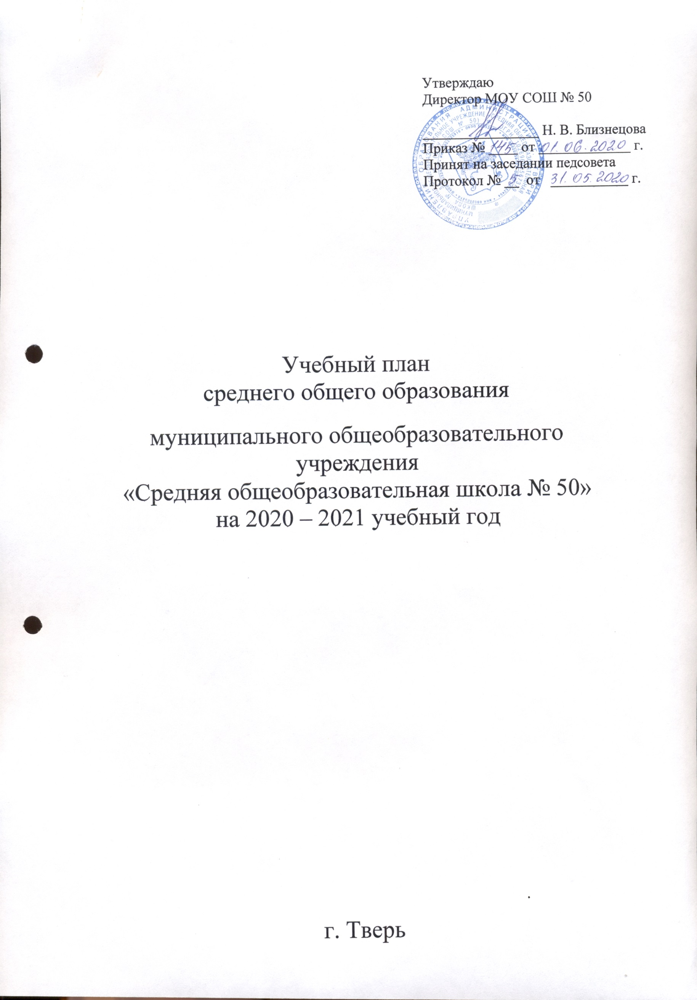 Утверждаю
Директор МОУ СОШ № 50
Н. В. Близнецова
Приказ № 145 от 01.06.2020 г.
Принят на заседании педсовета
Протокол № 5 от 31.05.2020 г.
Учебный план
среднего общего образования
муниципального общеобразовательного
учреждения
«Средняя общеобразовательная школа № 50»
на 2020 – 2021 учебный год
г. Тверь